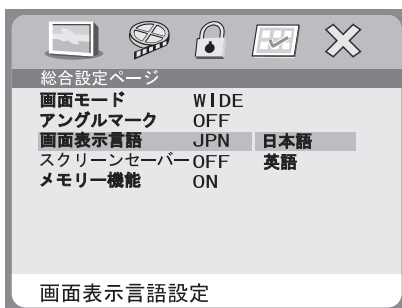 総合設定ページ
画面モード WIDE
アングルマーク OFF
画面表示言語 JPN 日本語
スクリーンセーバー OFF 英語
メモリー機能 ON
画面表示言語設定